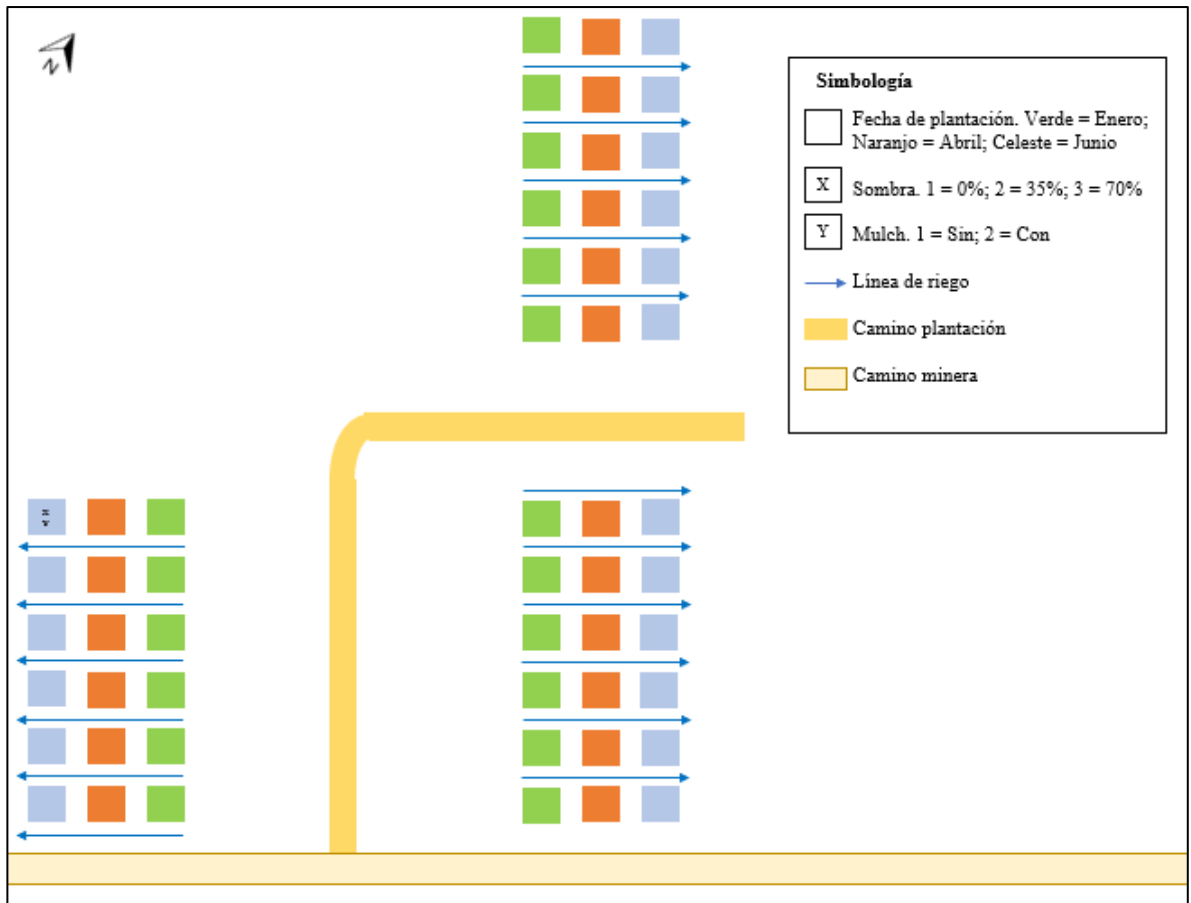 N
Simbología
Fecha de plantación. Verde = Enero;
Naranjo = Abril; Celeste = Junio
X Sombra. 1 = 0%; 2 = 35%; 3 = 70%
Y Mulch. 1 = Sin; 2 = Con
Línea de riego
Camino plantación
Camino minera
X
Y